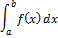 ∫_a^b f(x) dx